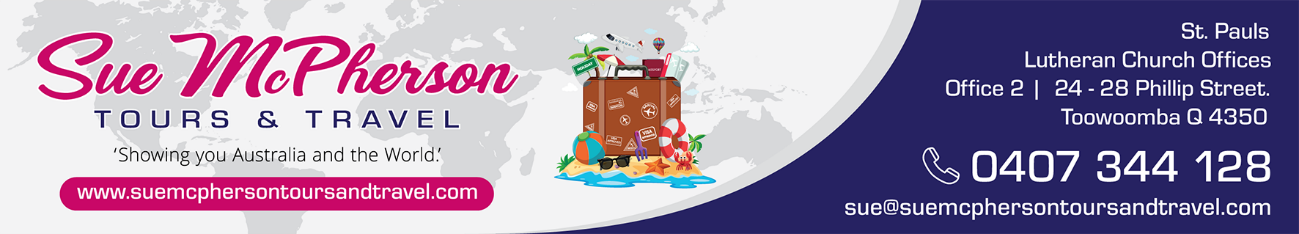 Sue McPherson
TOURS & TRAVEL
'Showing you Australia and the World.'
www.suemcphersontoursandtravel.com
HOLIDAY
St. Pauls
Lutheran Church Offices
Office 2 | 24 - 28 Phillip Street.
Toowoomba Q 4350
0407 344 128
sue@suemcphersontoursandtravel.com